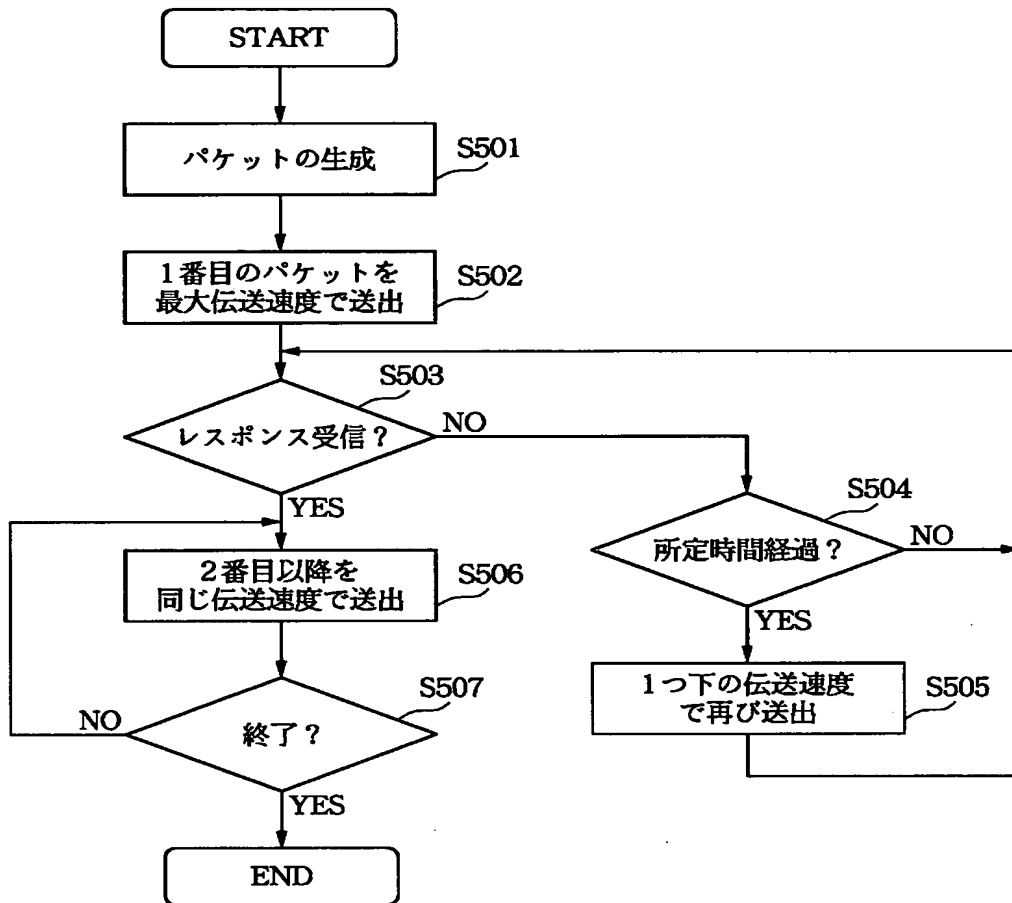 START
パケットの生成
S501
1番目のパケットを
最大伝送速度で送出
S502
S503
レスポンス受信？
NO
YES
S504
所定時間経過？
NO
YES
2番目以降を
同じ伝送速度で送出
S506
1つ下の伝送速度
で再び送出
S505
S507
終了？
NO
YES
END